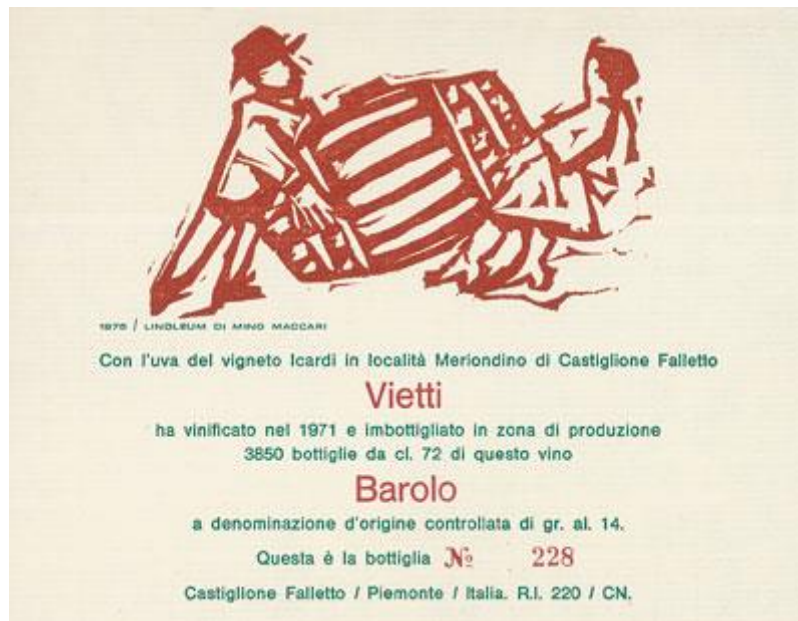 1975 / LINOLEUM DI MINO MACCARI
Con l'uva del vigneto Icardi in località Meriondino di Castiglione Falletto
Vietti
ha vinificato nel 1971 e imbottigliato in zona di produzione
3850 bottiglie da cl. 72 di questo vino
Barolo
a denominazione d'origine controllata di gr. al. 14.
Questa è la bottiglia № 228
Castiglione Falletto / Piemonte / Italia. R.I. 220 / CN.